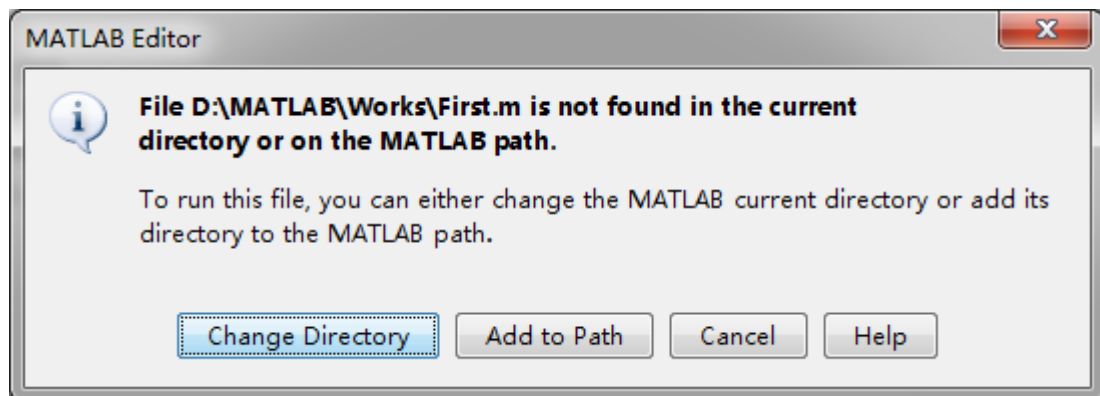 MATLAB Editor
File D:\MATLAB\Works\First.m is not found in the current
directory or on the MATLAB path.
To run this file, you can either change the MATLAB current directory or add its
directory to the MATLAB path.
Change Directory Add to Path Cancel Help